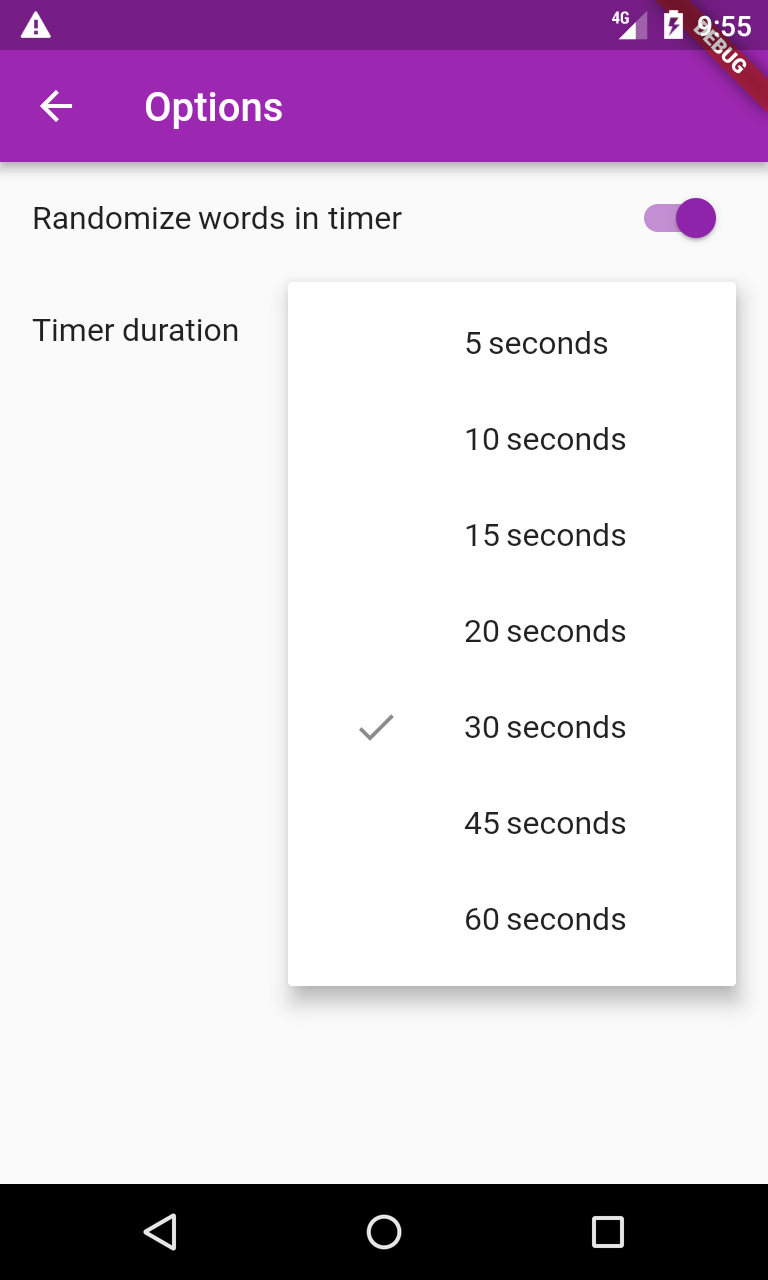 4G 9:55
DEBUG
Options
Randomize words in timer
Timer duration
5 seconds
10 seconds
15 seconds
20 seconds
30 seconds
45 seconds
60 seconds